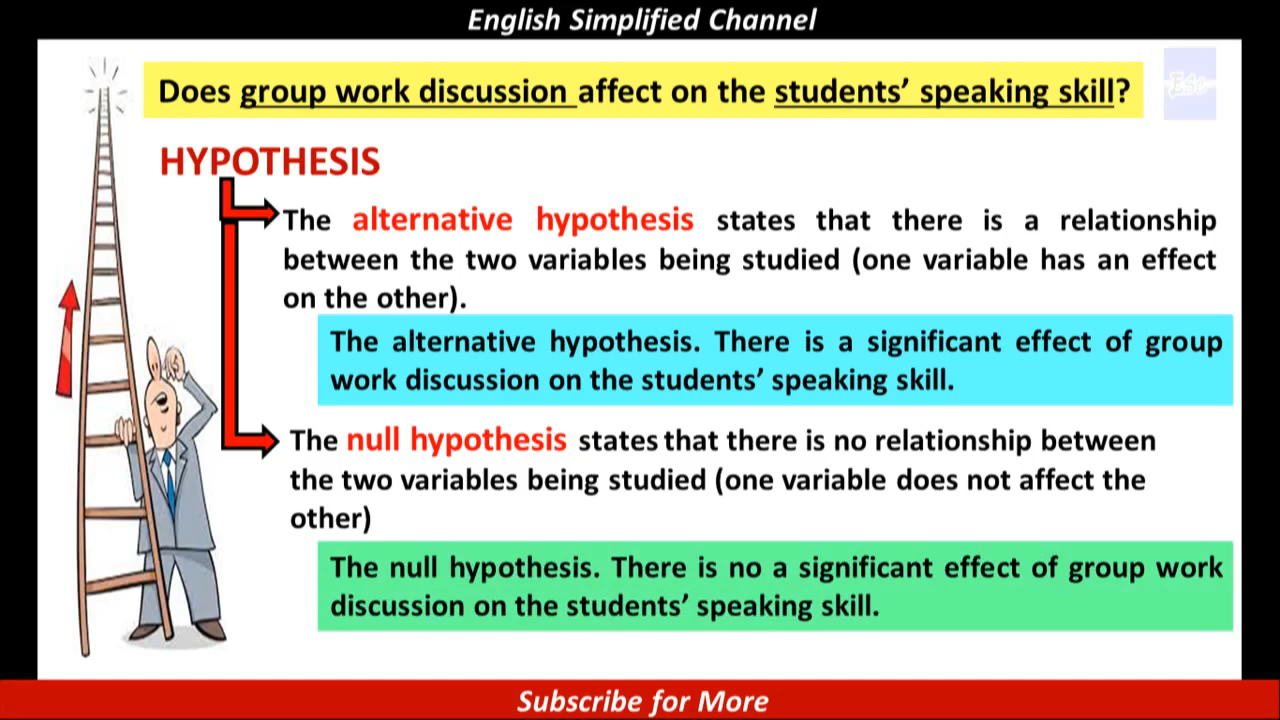 English Simplified Channel
Does group work discussion affect on the students’ speaking skill?
ESc
HYPOTHESIS
The alternative hypothesis states that there is a relationship
between the two variables being studied (one variable has an effect
on the other).
The alternative hypothesis. There is a significant effect of group
work discussion on the students’ speaking skill.
The null hypothesis states that there is no relationship between
the two variables being studied (one variable does not affect the
other)
The null hypothesis. There is no a significant effect of group work
discussion on the students’ speaking skill.
Subscribe for More